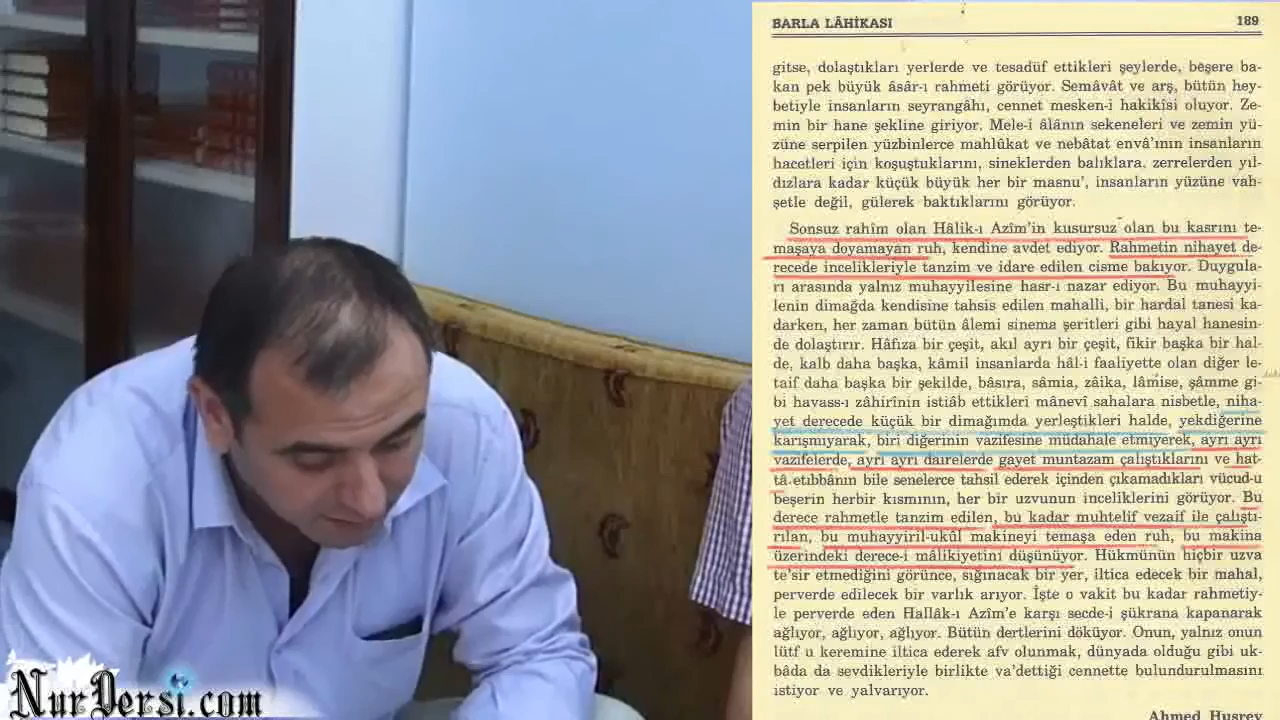 BARLA LÂHİKASI 189
gitse, dolaştıkları yerlerde ve tesadüf ettikleri şeylerde, beşere ba-
kan pek büyük âsâr-ı rahmeti görüyor. Semâvât ve arş, bütün hey-
betiyle insanların seyrangâhı, cennet mesken-i hakikîsi oluyor. Ze-
min bir hane şekline giriyor. Mele-i âlânın sekeneleri ve zemin yü-
züne serpilen yüzbinlerce mahlûkat ve nebâtat envâ'ının insanların
hacetleri için koşuştuklarını, sineklerden balıklara. zerrelerden yıl-
dızlara kadar küçük büyük her bir masnu', insanların yüzüne vah-
şetle değil, gülerek baktıklarını görüyor.
Sonsuz rahîm olan Hâlik-ı Azîm'in kusursuz olan bu kasrını te-
maşaya doyamayan ruh, kendine avdet ediyor. Rahmetin nihayet de-
recede incelikleriyle tanzim ve idare edilen cisme bakıyor. Duygula-
rı arasında yalnız muhayyilesine hasr-ı nazar ediyor. Bu muhayyi-
lenin dimağda kendisine tahsis edilen mahalli, bir hardal tanesi ka-
darken, her zaman bütün âlemi sinema şeritleri gibi hayal hanesin-
de dolaştırır. Hâfıza bir çeşit, akıl ayrı bir çeşit, fikir başka bir hal-
de, kalb daha başka, kâmil insanlarda hâl-i faaliyette olan diğer le-
taif daha başka bir şekilde, bâsıra, sâmia, zâika, lâmise, şâmme gi-
bi havass-ı zâhirînin istiâb ettikleri mânevî sahalara nisbetle, niha-
yet derecede küçük bir dimağımda yerleştikleri halde, yekdiğerine
karışmıyarak, biri diğerinin vazifesine müdahale etmiyerek, ayrı ayrı
vazifelerde, ayrı ayrı dairelerde gayet muntazam çalıştıklarını ve hat-
tâ etıbbânın bile senelerce tahsil ederek içinden çıkamadıkları vücud-u
beşerin herbir kısmının, her bir uzvunun inceliklerini görüyor. Bu
derece rahmetle tanzim edilen, bu kadar muhtelif vezaif ile çalıştı-
rılan, bu muhayyiril-ukûl makineyi temaşa eden ruh, bu makina
üzerindeki derece-i mâlikiyetini düşünüyor. Hükmünün hiçbir uzva
te'sir etmediğini görünce, sığınacak bir yer, iltica edecek bir mahal,
perverde edilecek bir varlık arıyor. İşte o vakit bu kadar rahmetiy-
le perverde eden Hallâk-ı Azîm'e karşı secde-i şükrana kapanarak
ağlıyor, ağlıyor, ağlıyor. Bütün dertlerini döküyor. Onun, yalnız onun
lûtf u keremine iltica ederek afv olunmak, dünyada olduğu gibi uk-
bâda da sevdikleriyle birlikte va'dettiği cennette bulundurulmasını
istiyor ve yalvarıyor.
Ahmed Husrev
NurDersi.com